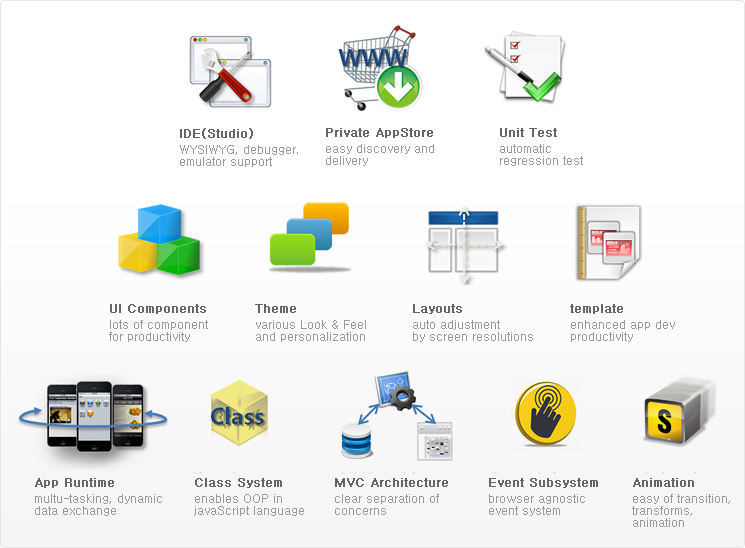 WWW
IDE(Studio)
WYSIWYG, debugger.
emulator support
Private AppStore
easy discovery and
delivery
Unit Test
automatic
regression test
UI Components
lots of component
for productivity
Theme
various Look & Feel
and personalization
Layouts
auto adjustment
by screen resolutions
template
enhanced app dev
productivity
Class
S
App Runtime
multu-tasking, dynamic
data exchange
Class System
enables OOP in
javaScript language
MVC Architecture
clear separation of
concerns
Event Subsystem
browser agnostic
event system
Animation
easy of transition,
transforms,
animation